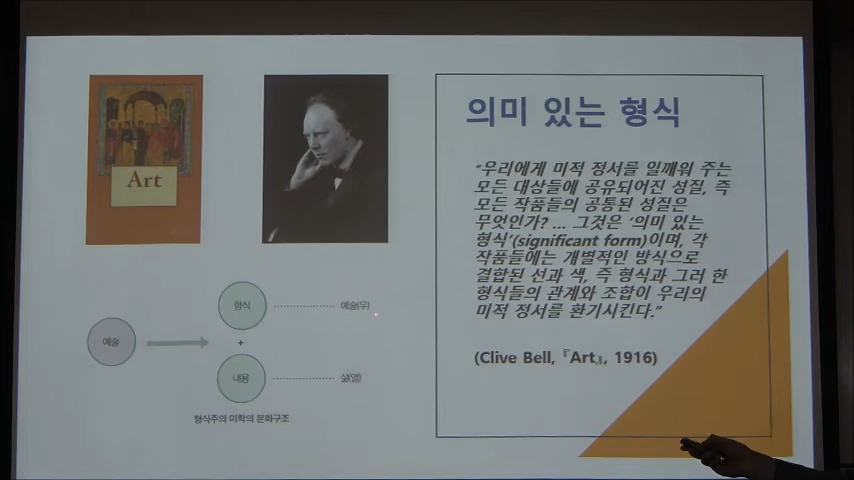 Art
의미 있는 형식
“우리에게 미적 정서를 일깨워 주는
모든 대상들에 공유되어진 성질, 즉
모든 작품들의 공통된 성질은
무엇인가? ... 그것은 ‘의미 있는
형식’(significant form)이며, 각
작품들에는 개별적인 방식으로
결합된 선과 색, 즉 형식과 그러 한
형식들의 관계와 조합이 우리의
미적 정서를 환기시킨다.”
(Clive Bell, 『Art』, 1916)
형식
예술(우)
예술
+
내용
삶(열)
형식주의 미학의 분화구조